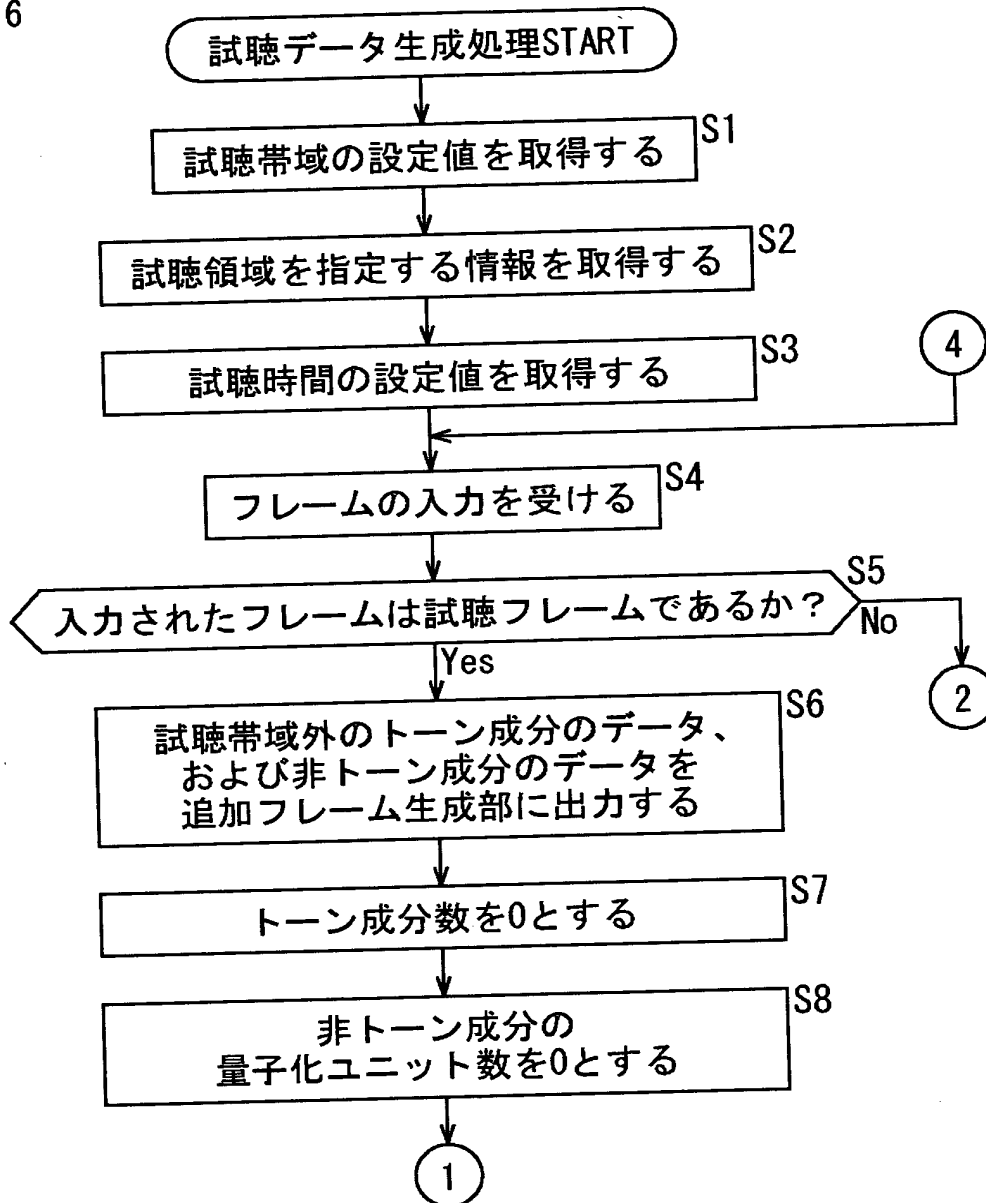 6
試聴データ生成処理START
試聴帯域の設定値を取得する
S1
試聴領域を指定する情報を取得する
S2
試聴時間の設定値を取得する
S3
4
フレームの入力を受ける
S4
入力されたフレームは試聴フレームであるか?
S5
No
Yes
2
試聴帯域外のトーン成分のデータ、
および非トーン成分のデータを
追加フレーム生成部に出力する
S6
トーン成分数を0とする
S7
非トーン成分の
量子化ユニット数を0とする
S8
1